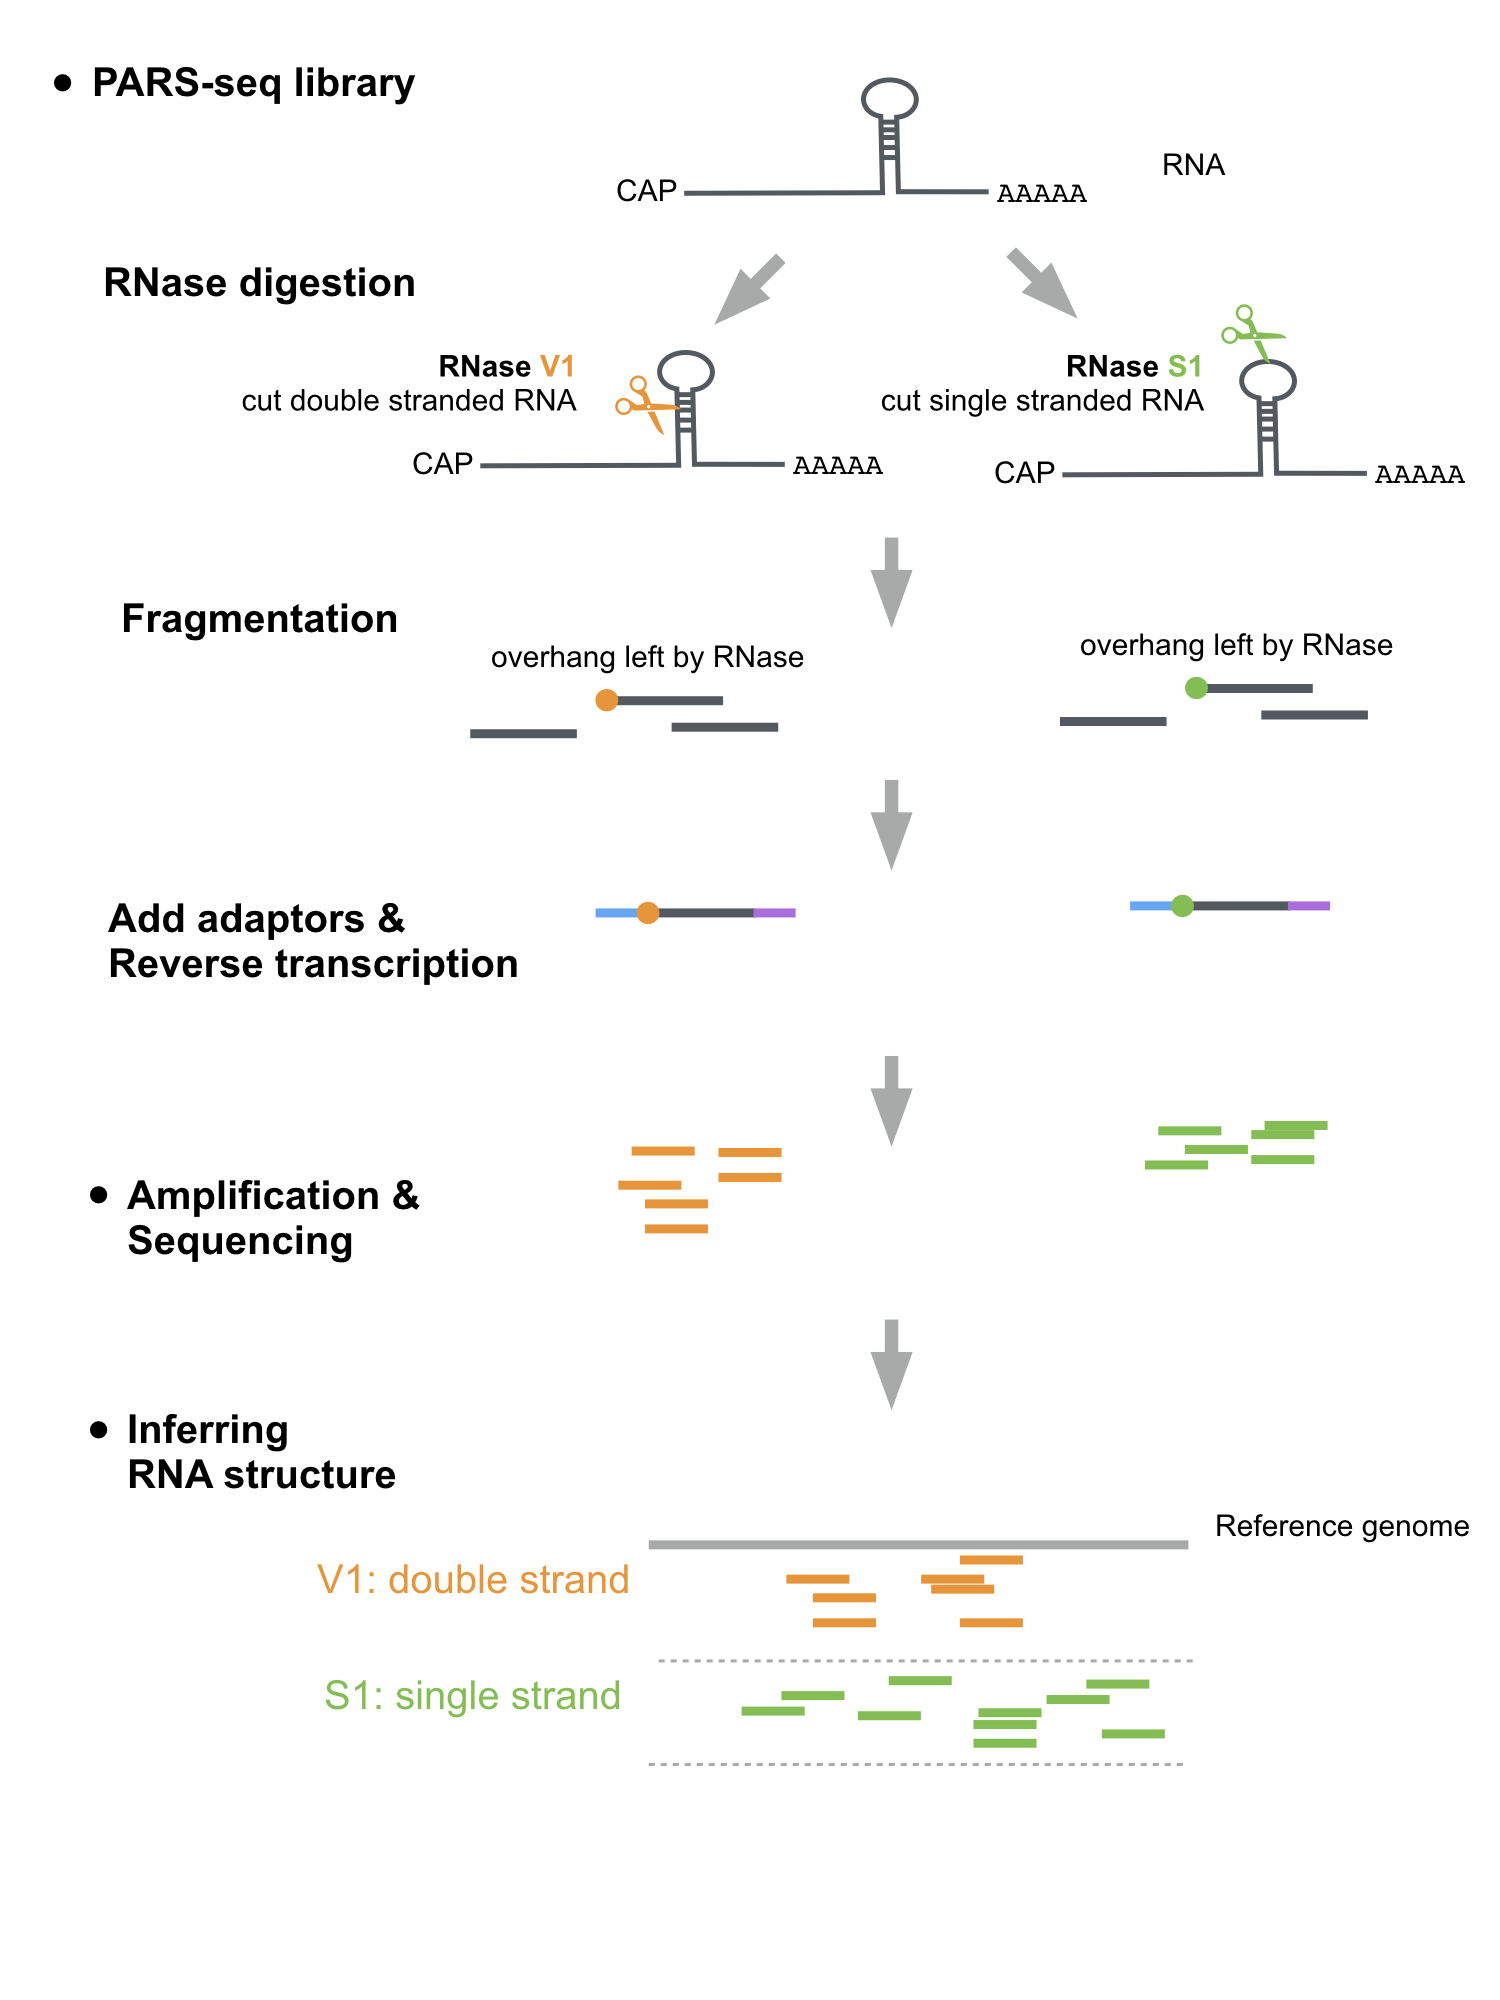 PARS-seq library
RNA
CAP
AAAAA
RNase digestion
RNase V1
cut double stranded RNA
CAP
AAAAA
RNase S1
cut single stranded RNA
CAP
AAAAA
Fragmentation
overhang left by RNase
overhang left by RNase
Add adaptors &
Reverse transcription
Amplification &
Sequencing
Inferring
RNA structure
Reference genome
V1: double strand
S1: single strand